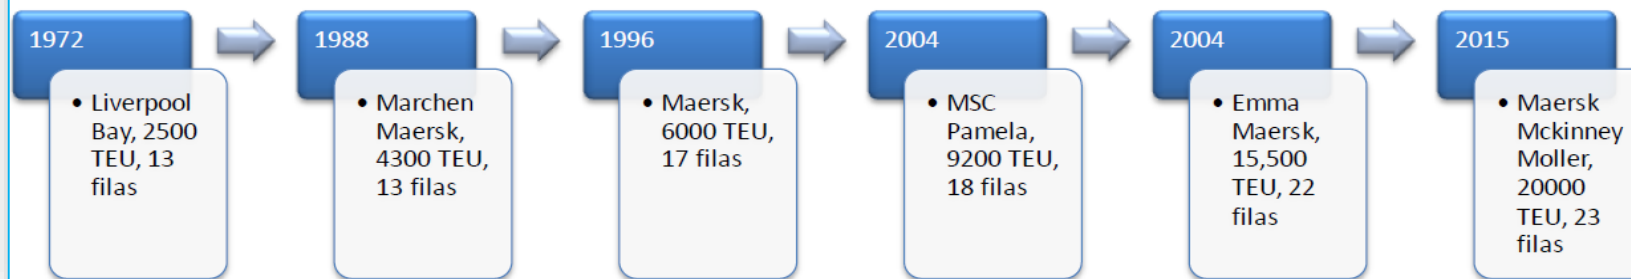 1972
• Liverpool
Bay, 2500
TEU, 13
filas
1988
• Marchen
Maersk,
4300 TEU,
13 filas
1996
• Maersk,
6000 TEU,
17 filas
2004
• MSC
Pamela,
9200 TEU,
18 filas
2004
• Emma
Maersk,
15,500
TEU, 22
filas
2015
• Maersk
Mckinney
Moller,
20000
TEU, 23
filas